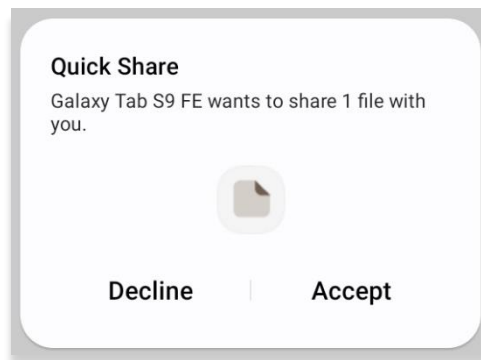 Quick Share
Galaxy Tab S9 FE wants to share 1 file with
you.
Decline
Accept